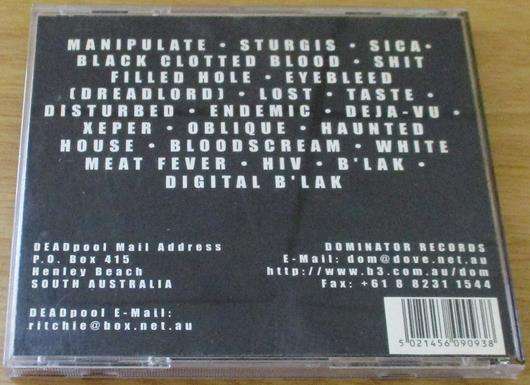 MANIPULATE • STURGIS • SICA•
BLACK CLOTTED BLOOD • SHIT
FILLED HOLE • EYEBLEED
(DREADLORD) • LOST • TASTE •
DISTURBED • ENDEMIC • DEJA-VU •
XEPER • OBLIQUE • HAUNTED
HOUSE • BLOODSCREAM • WHITE
MEAT FEVER • HIV • B'LAK •
DIGITAL B'LAK
DEADpool Mail Address
P.O. Box 415
Henley Beach
SOUTH AUSTRALIA
DEADpool E-Mail:
ritchie@box.net.au
DOMINATOR RECORDS
E-Mail: dom@dove.net.au
http://www.b3.com.au/dom
Fax: +61 8 8231 1544
5 021456 090938